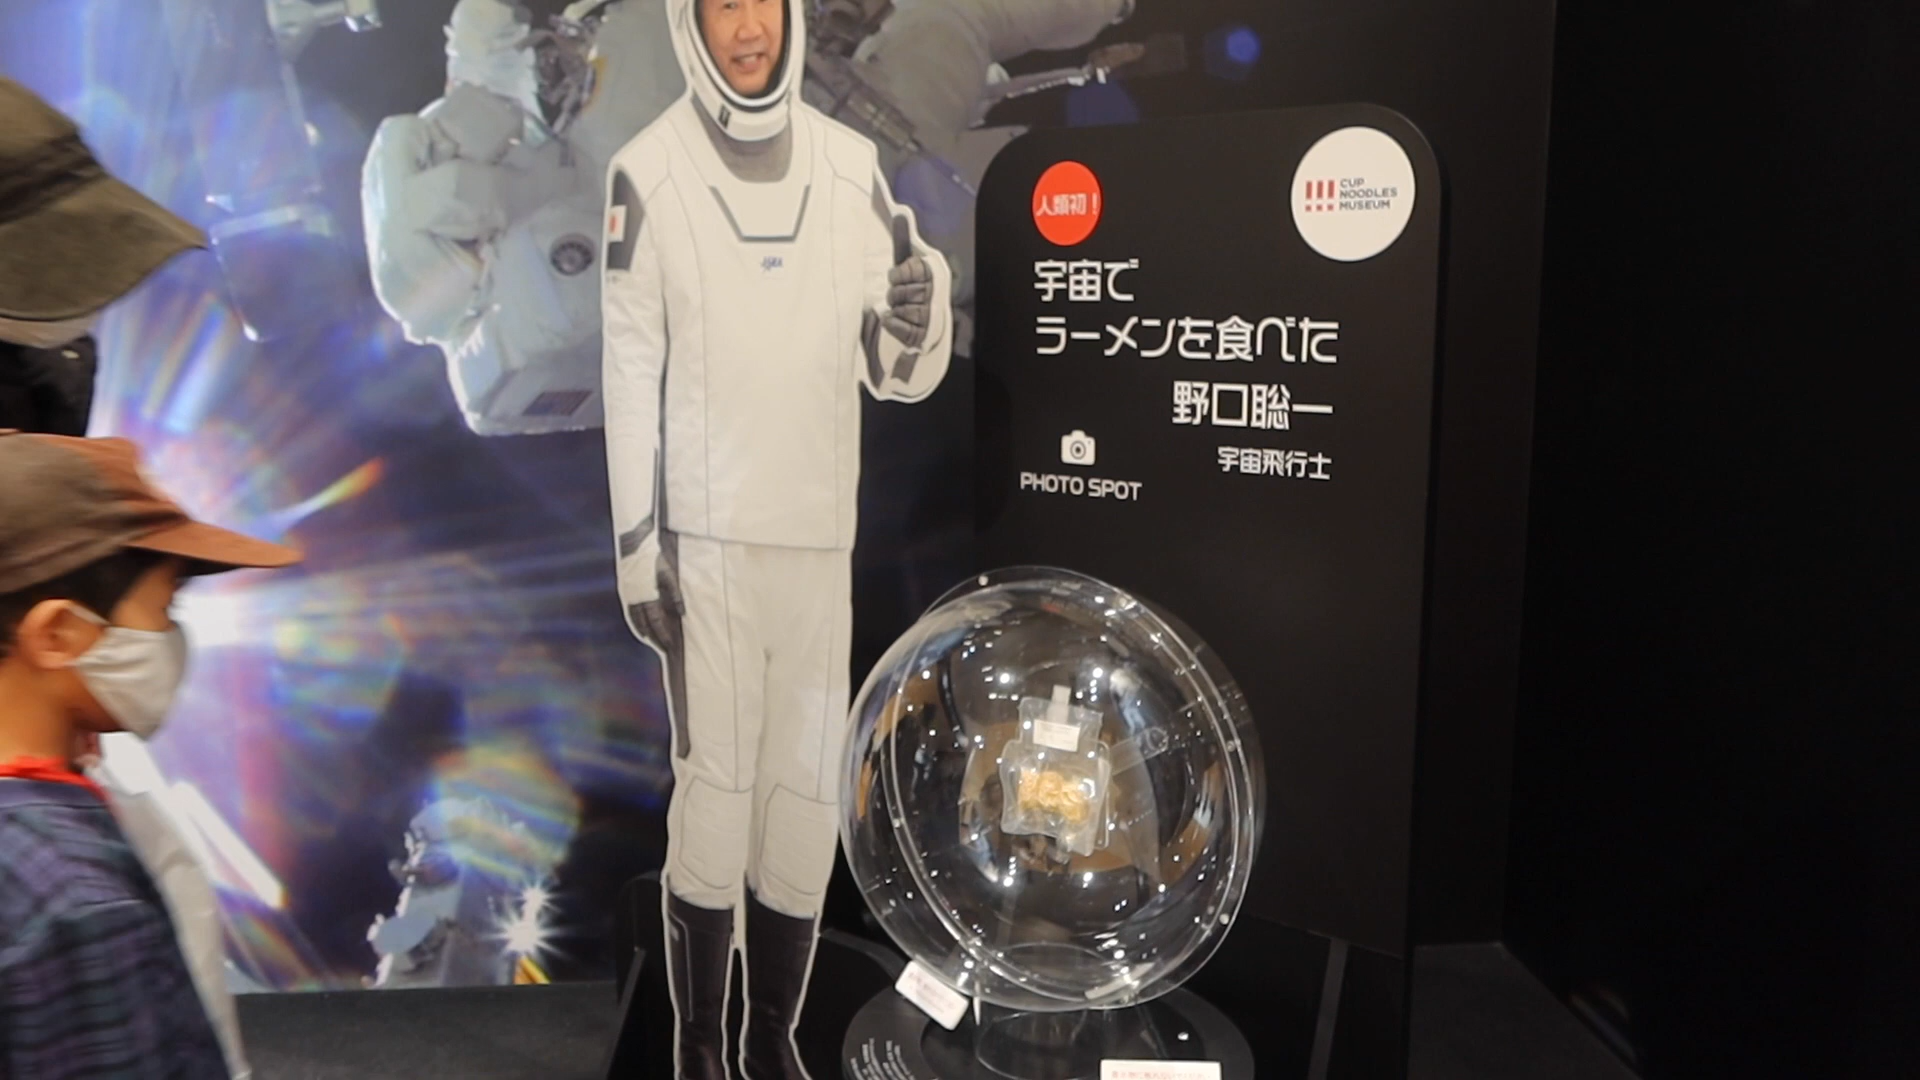 人類初!
CUP
NOODLES
MUSEUM
宇宙で
ラーメンを食べた
野口聡一
宇宙飛行士
PHOTO SPOT